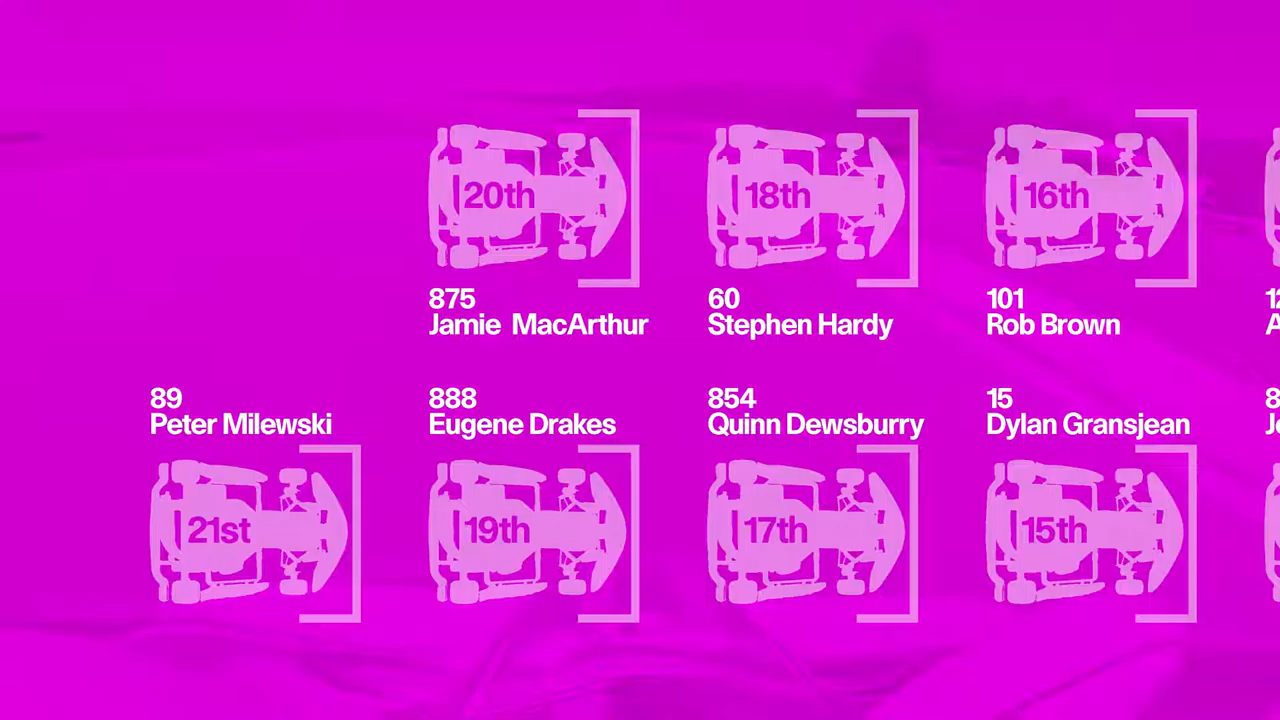 20th
18th
16th
875
Jamie  MacArthur
60
Stephen Hardy
101
Rob Brown
89
Peter Milewski
888
Eugene Drakes
854
Quinn Dewsburry
15
Dylan Gransjean
21st
19th
17th
15th